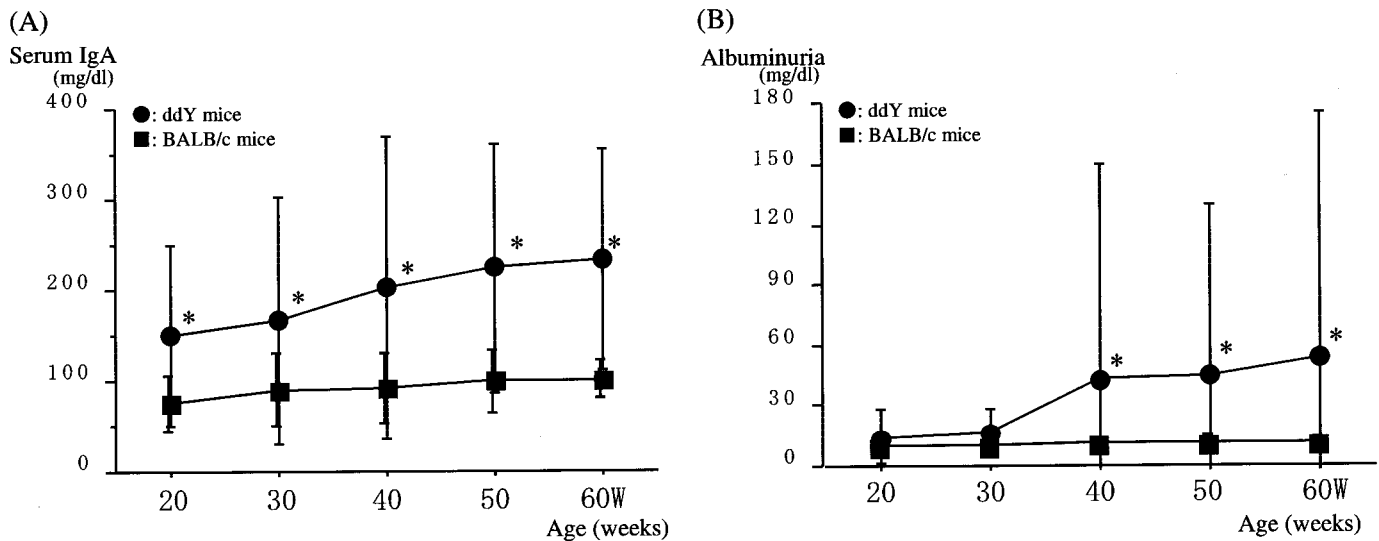 (A)
Serum IgA
(mg/dl)
400
300
200
100
0
●: ddY mice
■: BALB/c mice
*
*
*
*
*
20 30 40 50 60W
Age (weeks)
(B)
Albuminuria
(mg/dl)
180
150
120
90
60
30
0
●: ddY mice
■: BALB/c mice
*
*
*
20 30 40 50 60W
Age (weeks)